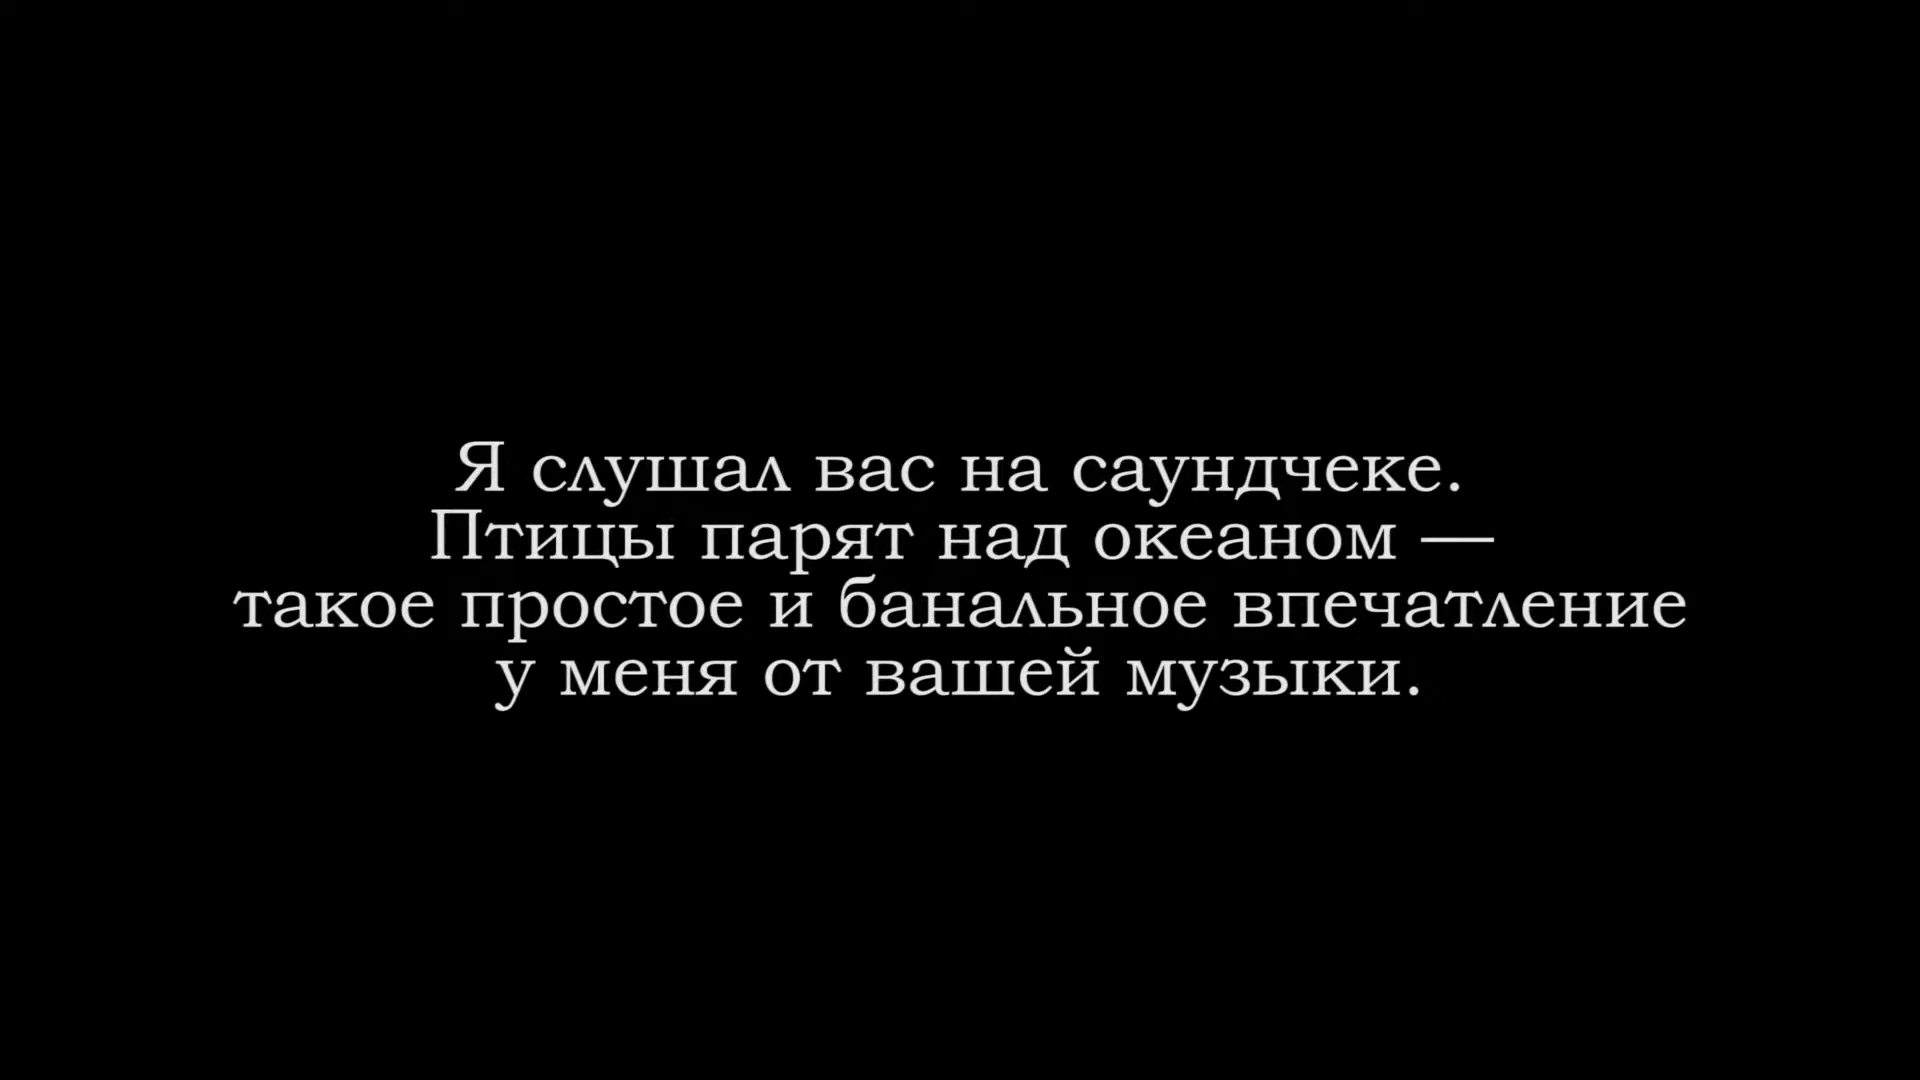 Я слушал вас на саундчеке.
Птицы парят над океаном —
такое простое и банальное впечатление
у меня от вашей музыки.